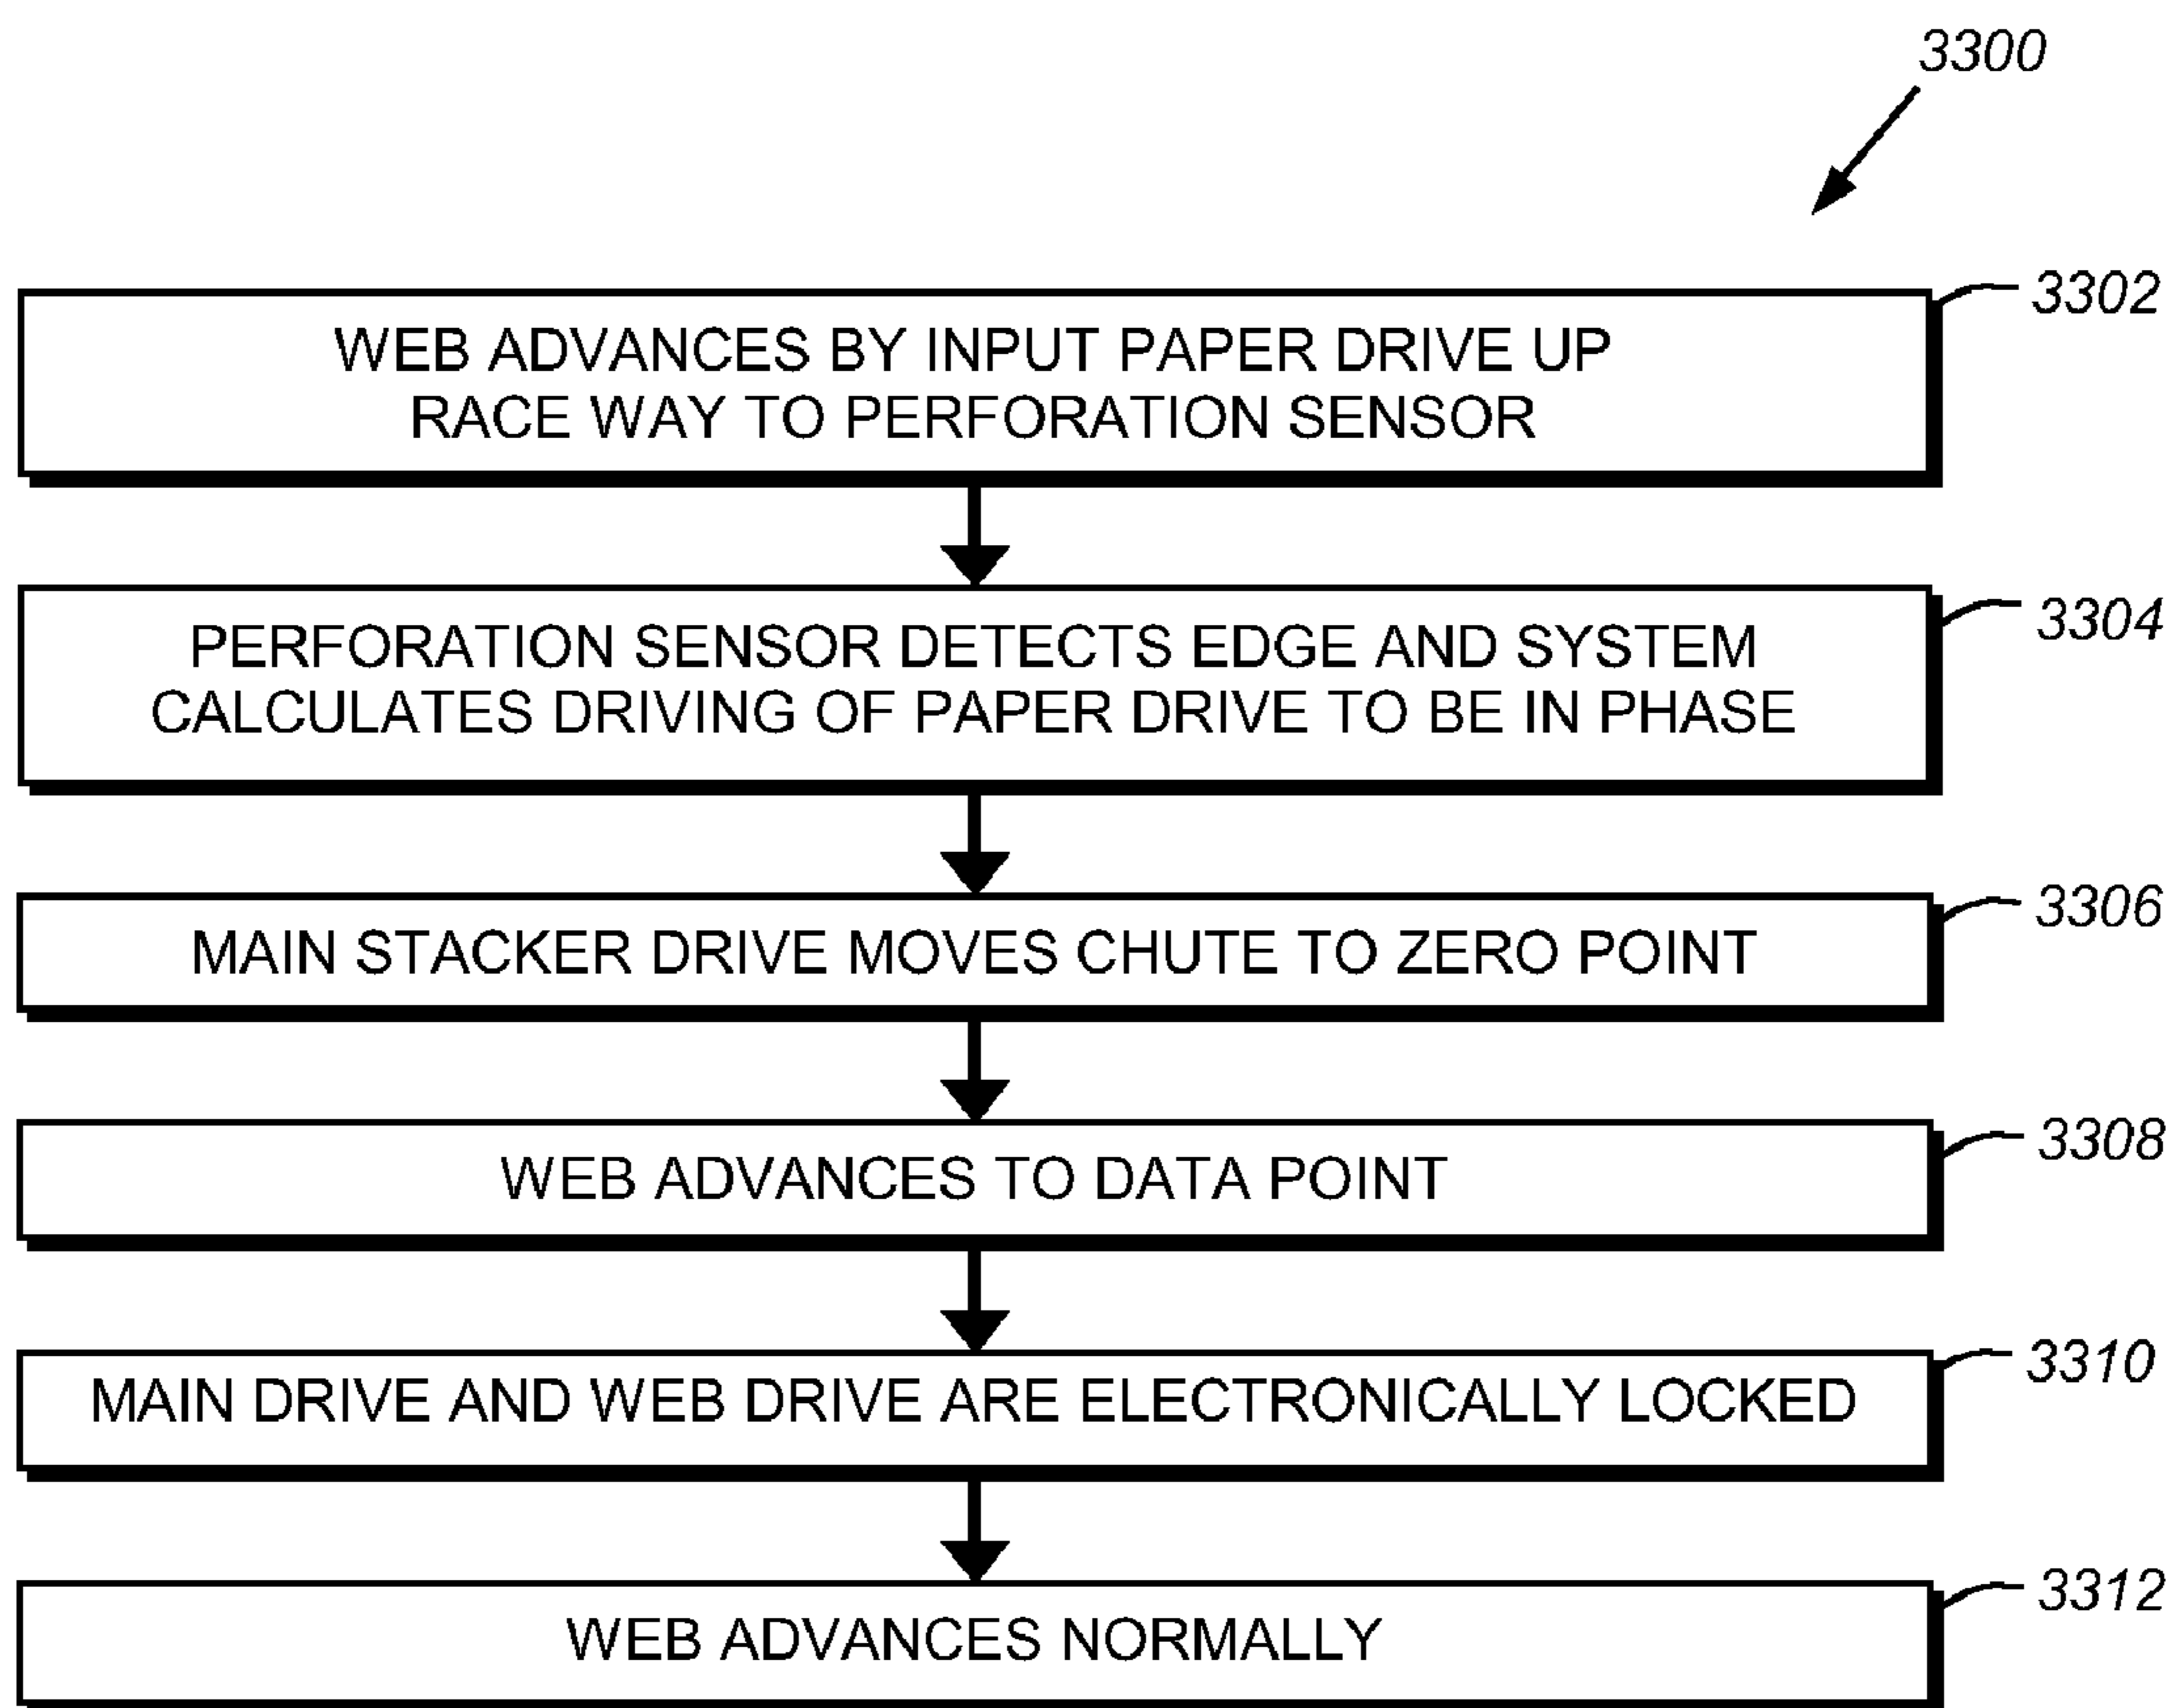 3300
3302
WEB ADVANCES BY INPUT PAPER DRIVE UP
RACE WAY TO PERFORATION SENSOR
3304
PERFORATION SENSOR DETECTS EDGE AND SYSTEM
CALCULATES DRIVING OF PAPER DRIVE TO BE IN PHASE
3306
MAIN STACKER DRIVE MOVES CHUTE TO ZERO POINT
3308
WEB ADVANCES TO DATA POINT
3310
MAIN DRIVE AND WEB DRIVE ARE ELECTRONICALLY LOCKED
3312
WEB ADVANCES NORMALLY